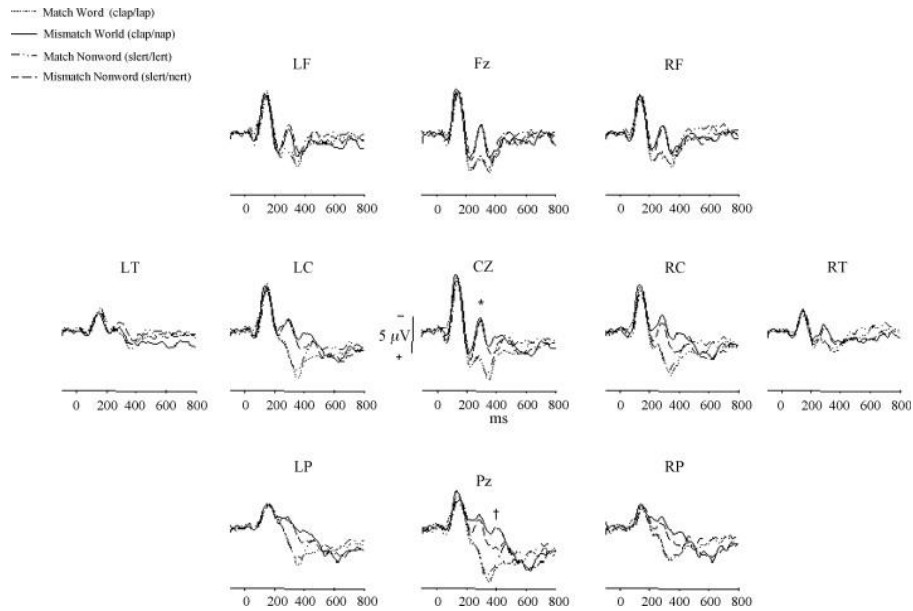 Match Word (clap/lap)
Mismatch World (clap/nap)
Match Nonword (slert/lert)
Mismatch Nonword (slert/nert)
LF
Fz
RF
0 200 400 600 800
0 200 400 600 800
0 200 400 600 800
LT
LC
CZ
RC
RT
*
5 µV
−
+
0 200 400 600 800
0 200 400 600 800
0 200 400 600 800
0 200 400 600 800
0 200 400 600 800
ms
LP
Pz
RP
†
0 200 400 600 800
0 200 400 600 800
0 200 400 600 800